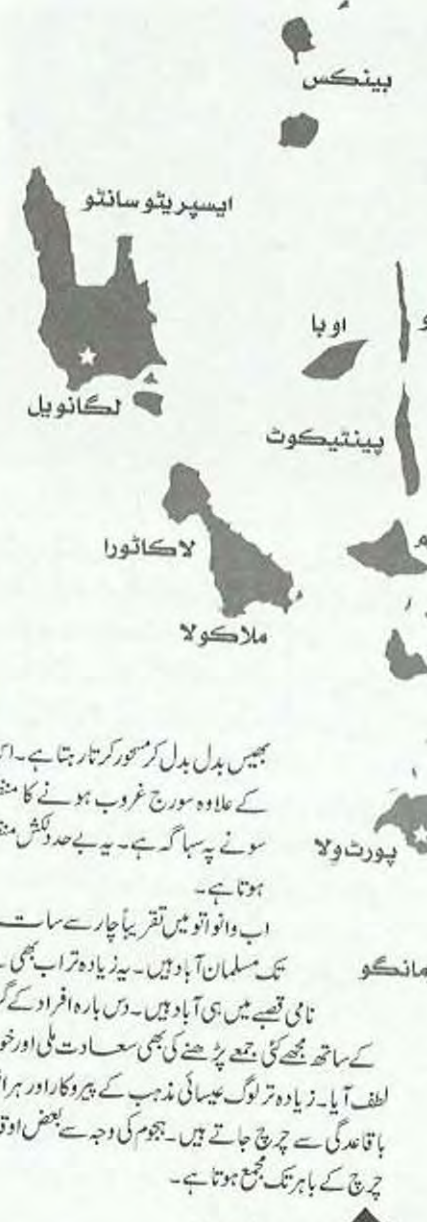 بینکس
ایسپریٹو سانٹو
اوبا
و
لگانویل
پینٹیکوٹ
لاکاٹورا
م
ملاکولا
بھیس بدل بدل کر مسحور کرتا رہتا ہے۔
کے علاوہ سورج غروب ہونے کا
سونے پہ سہاگہ ہے۔ یہ بے حد دلکش
ہوتا ہے۔
پورٹ ولا
اب وانواتو میں تقریباً چار سے سات
تک مسلمان آباد ہیں۔ یہ زیادہ تر اب بھی
مانگو
نامی قصبے میں ہی آباد ہیں۔ دس بارہ افراد کے
کے ساتھ مجھے کئی جمعے پڑھنے کی بھی سعادت ملی اور
لطف آیا۔ زیادہ تر لوگ عیسائی مذہب کے پیروکار اور
باقاعدگی سے چرچ جاتے ہیں۔ ہجوم کی وجہ سے بعض
چرچ کے باہر تک مجمع ہوتا ہے۔